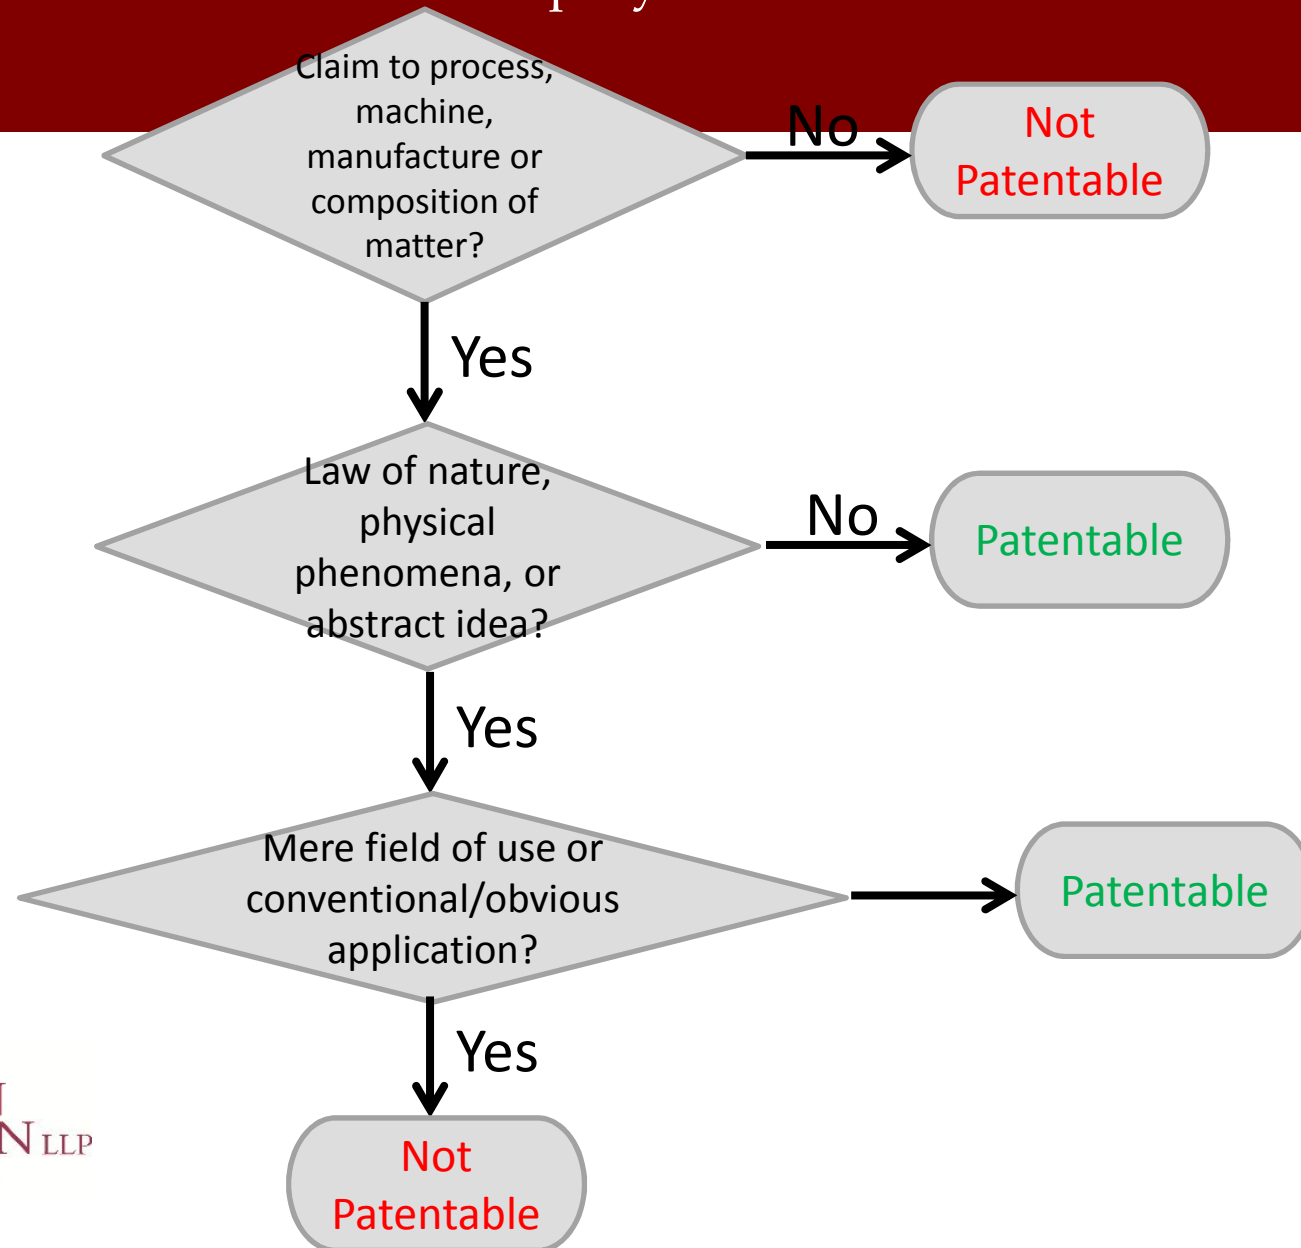 Claim to process,
machine,
manufacture or
composition of
matter?
No
Not
Patentable
Yes
Law of nature,
physical
phenomena, or
abstract idea?
No
Patentable
Yes
Mere field of use or
conventional/obvious
application?
Patentable
Yes
Not
Patentable
LLP